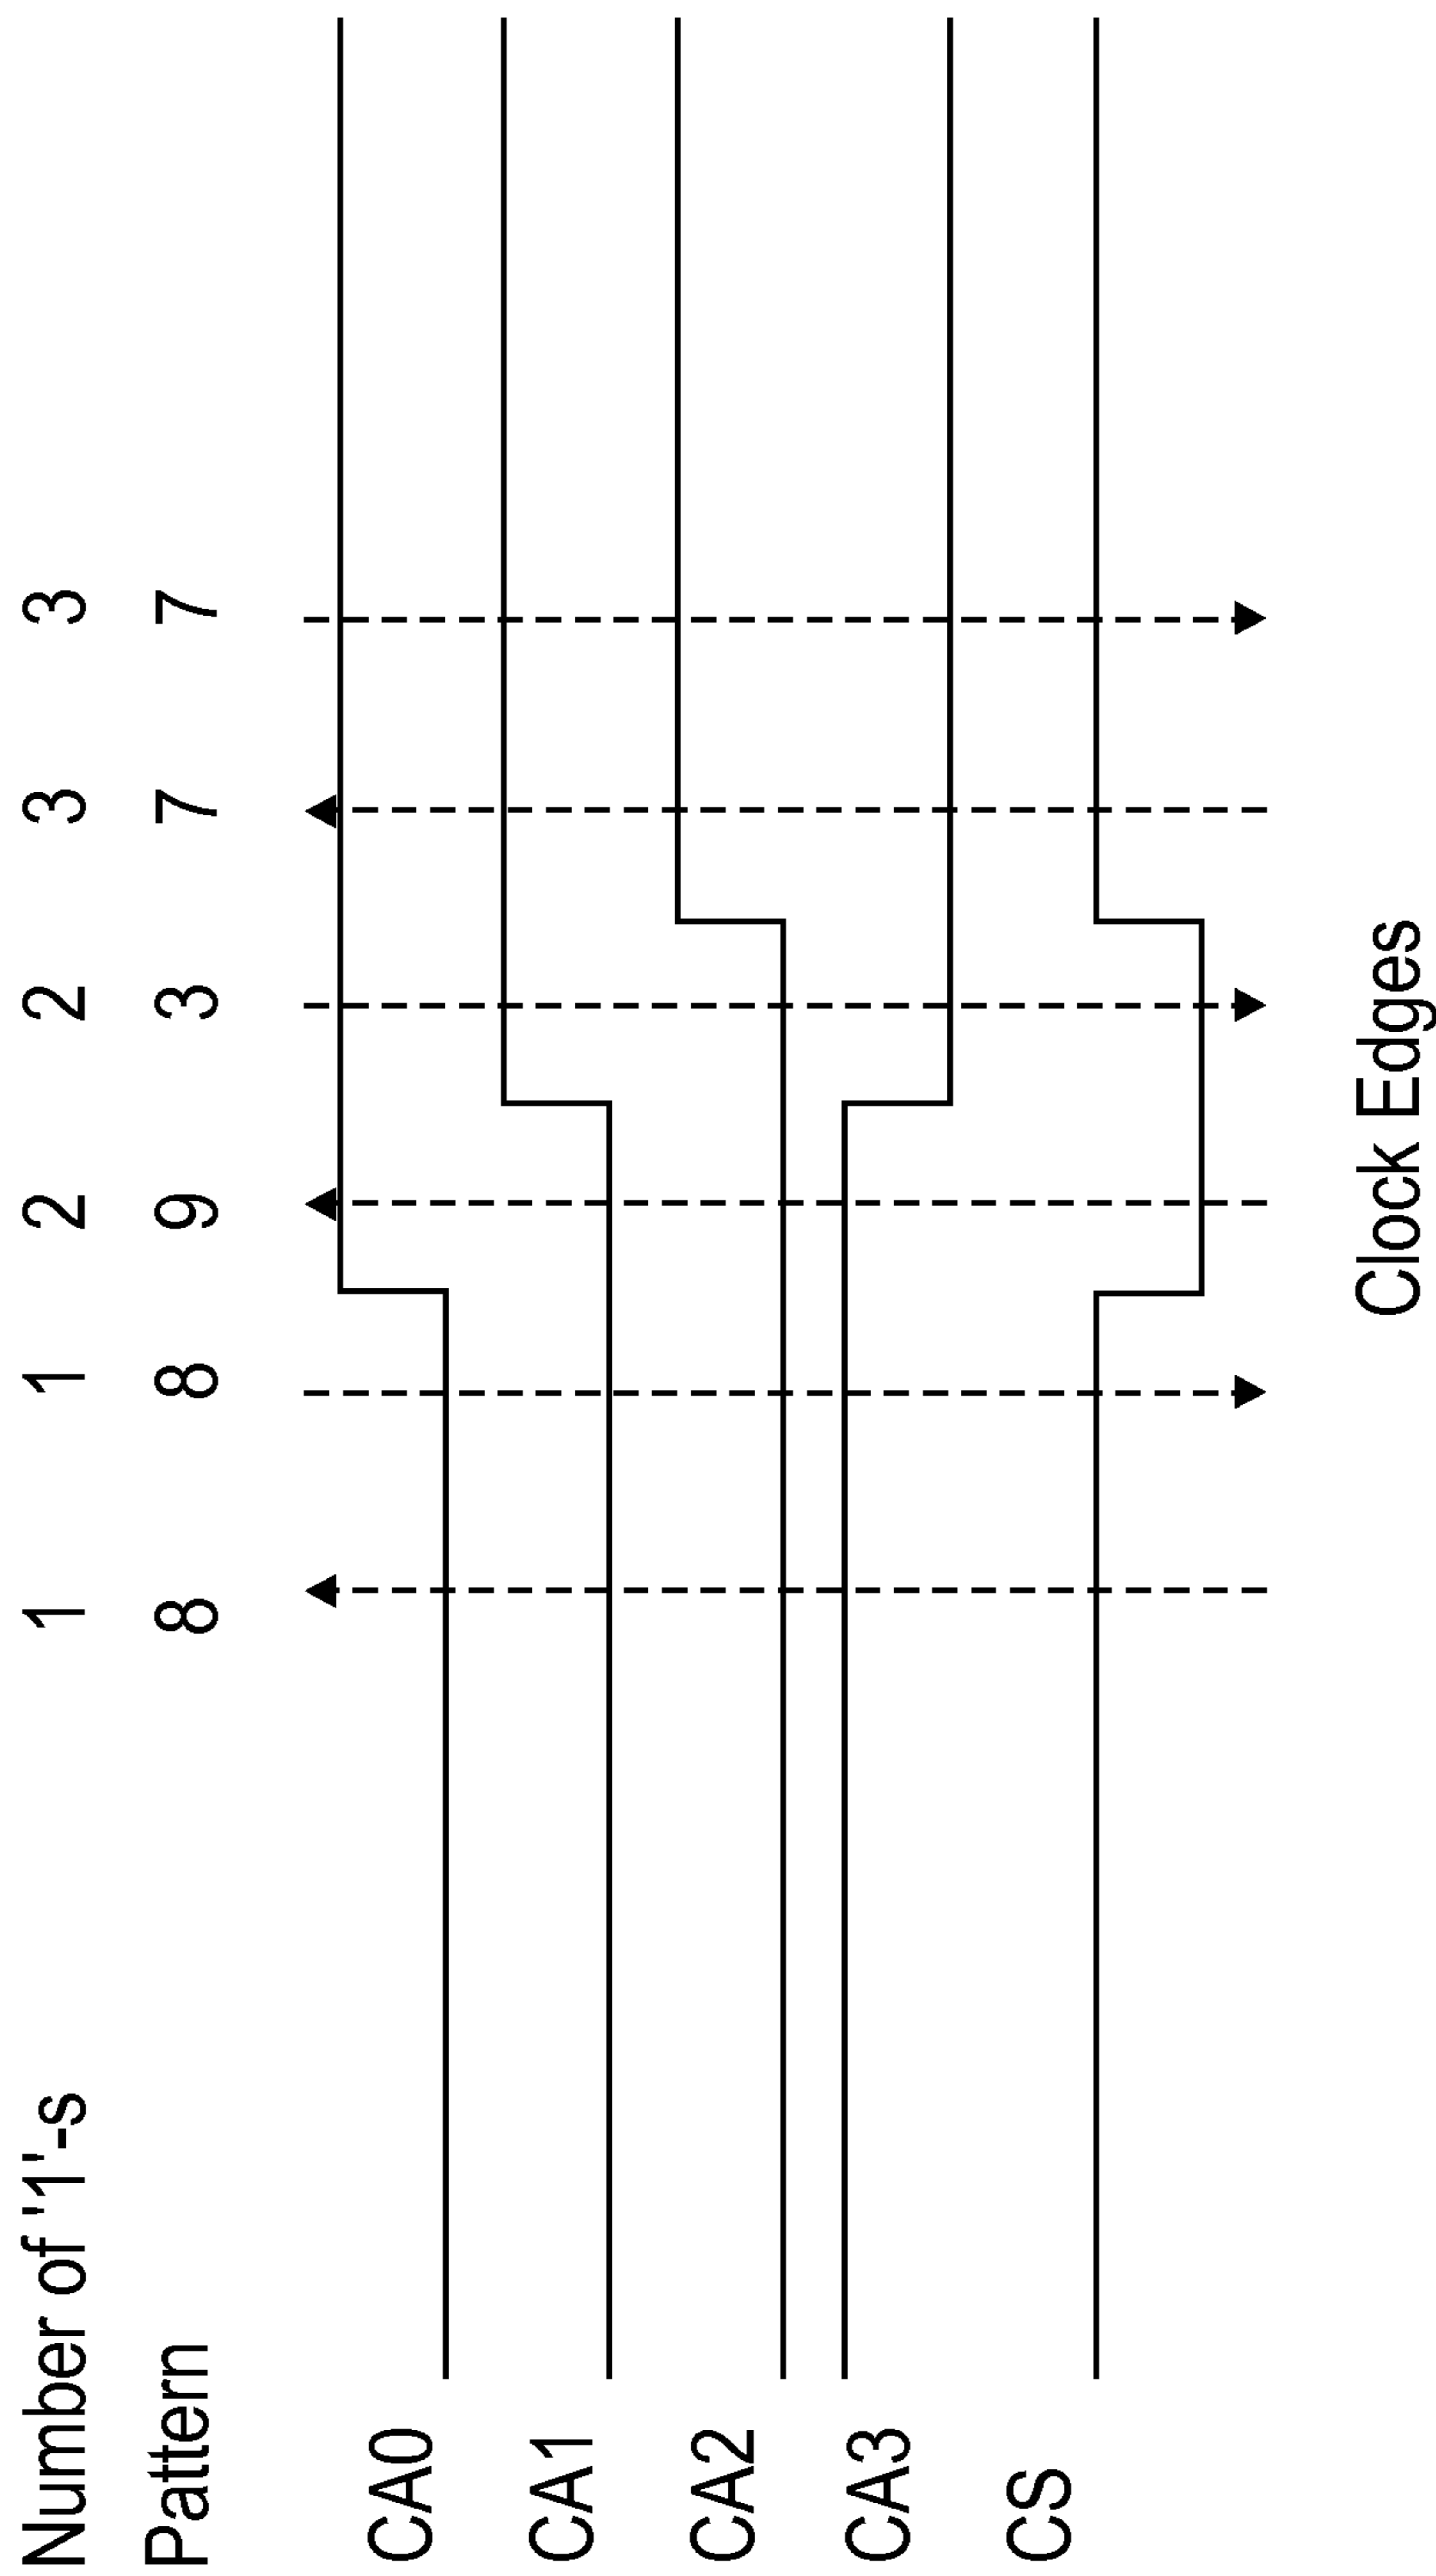 Number of '1'-s 1 1 2 2 3 3
Pattern 8 8 9 3 7 7
CA0
CA1
CA2
CA3
CS
Clock Edges